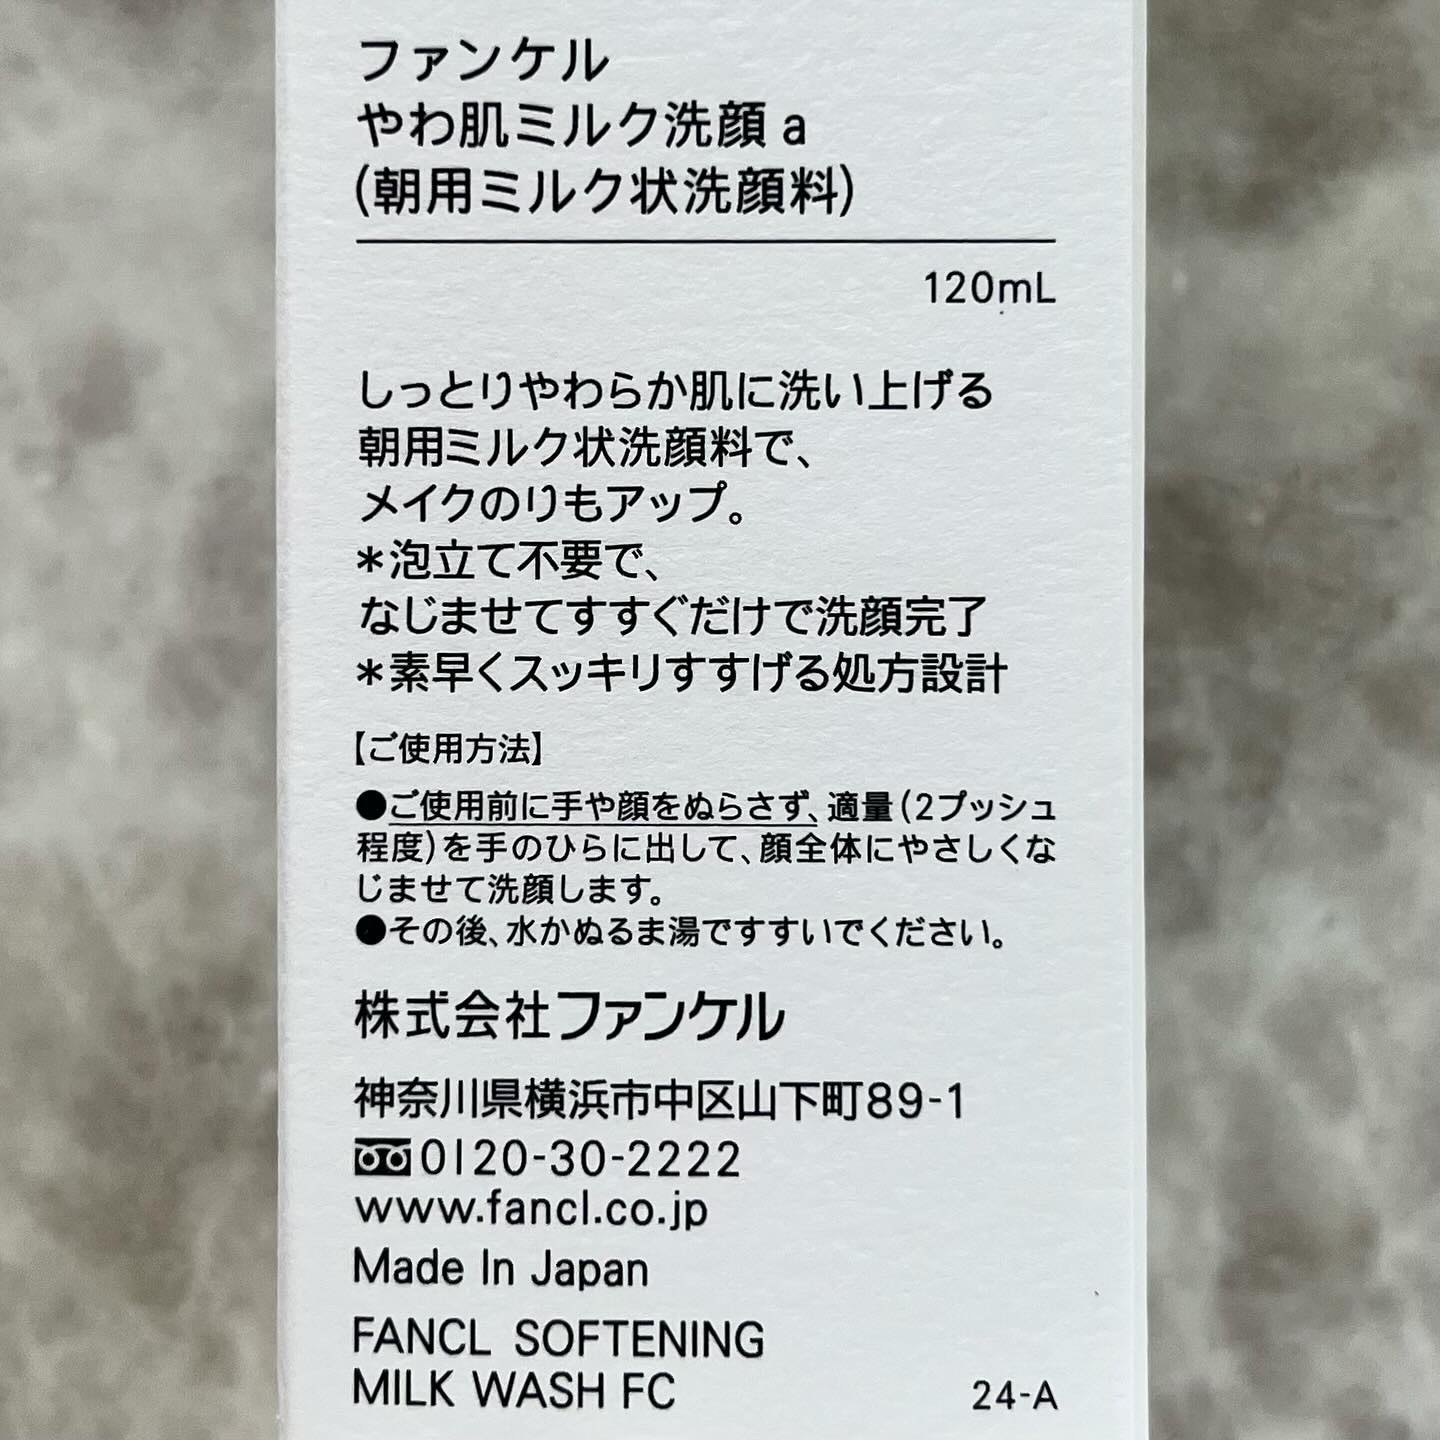 ファンケル
やわ肌ミルク洗顔 a
(朝用ミルク状洗顔料)
120mL
しっとりやわらか肌に洗い上げる
朝用ミルク状洗顔料で、
メイクのりもアップ。
*泡立て不要で、
なじませてすすぐだけで洗顔完了
*素早くスッキリすすげる処方設計
【ご使用方法】
●ご使用前に手や顔をぬらさず、適量(2プッシュ
程度)を手のひらに出して、顔全体にやさしくな
じませて洗顔します。
●その後、水かぬるま湯ですすいでください。
株式会社ファンケル
神奈川県横浜市中区山下町89-1
0120-30-2222
www.fancl.co.jp
Made In Japan
FANCL SOFTENING
MILK WASH FC
24-A